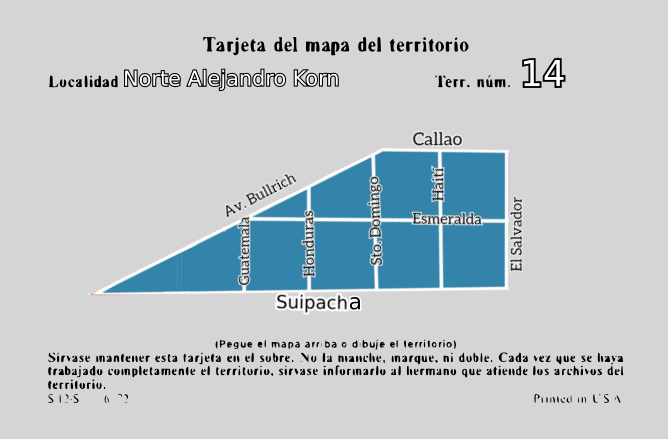 Tarjeta del mapa del territorio
Localidad Norte Alejandro Korn Terr. núm. 14
Callao
Av. Bullrich
Guatemala
Honduras
Sto. Domingo
Haití
Esmeralda
El Salvador
Suipacha
(Pegue el mapa arriba o dibuje el territorio)
Sírvase mantener esta tarjeta en el sobre. No la manche, marque, ni doble. Cada vez que se haya
trabajado completamente el territorio, sírvase informarlo al hermano que atiende los archivos del
territorio.
S-12-S 6/72 Printed in U.S.A.